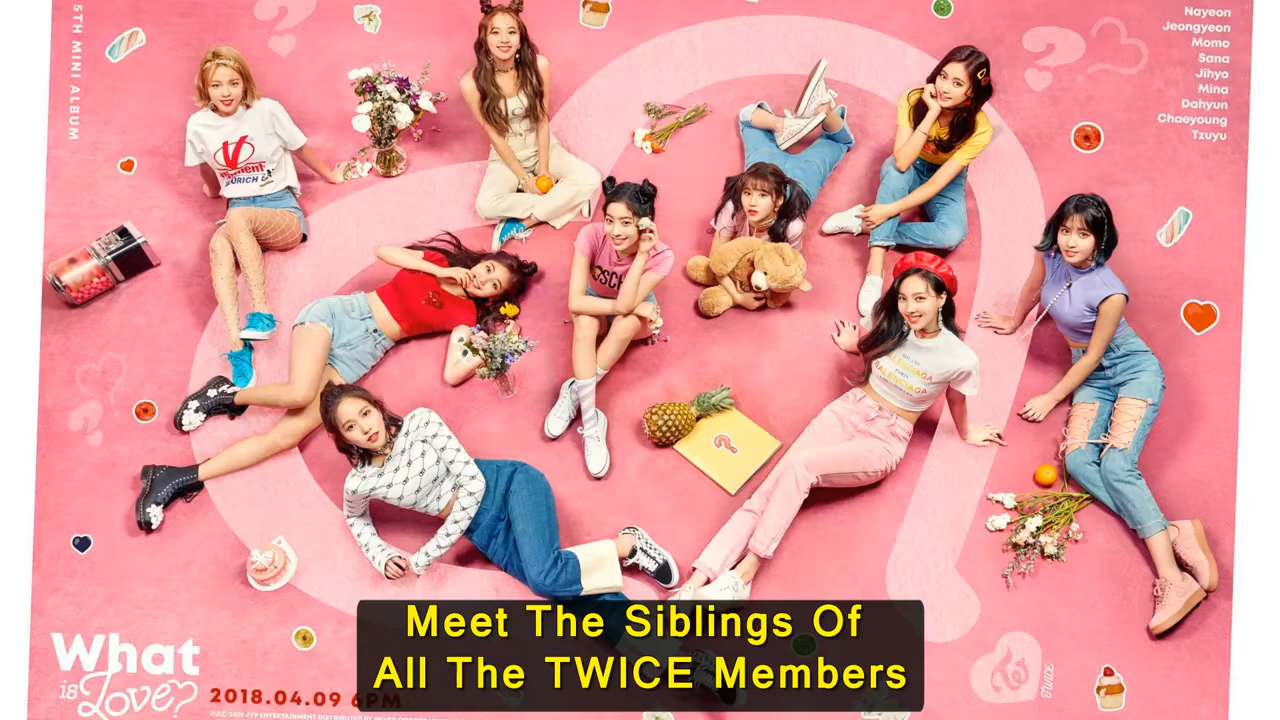 5TH MINI ALBUM
Nayeon
Jeongyeon
Momo
Sana
Jihyo
Mina
Dahyun
Chaeyoung
Tzuyu
BALENCIAGA
What
is Love?
2018.04.09 6PM
Meet The Siblings Of
All The TWICE Members